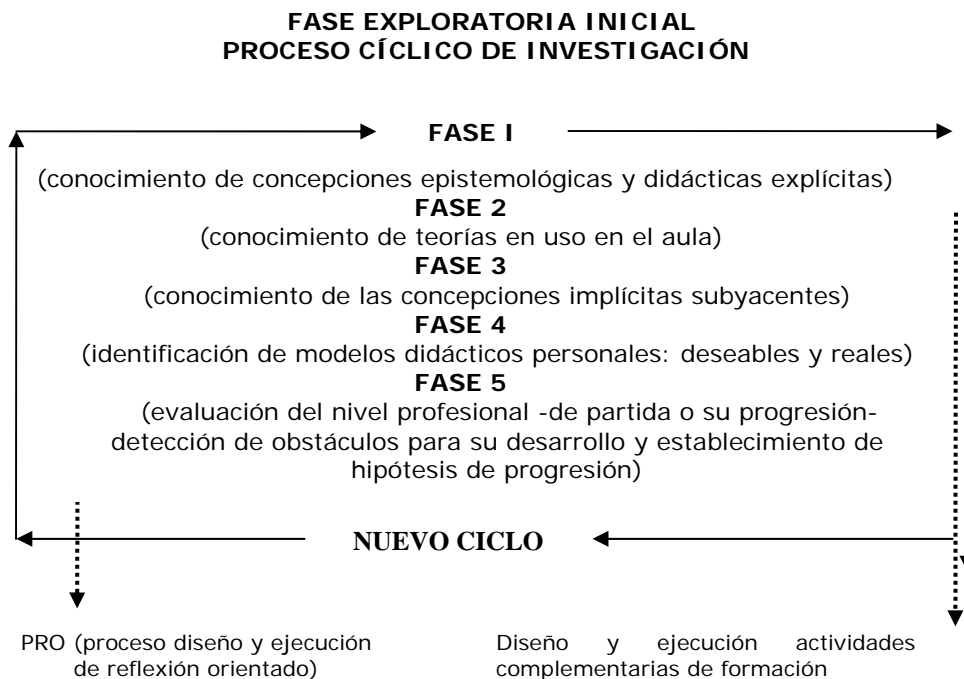 FASE EXPLORATORIA INICIAL
PROCESO CÍCLICO DE INVESTIGACIÓN
FASE I
(conocimiento de concepciones epistemológicas y didácticas explícitas)
FASE 2
(conocimiento de teorías en uso en el aula)
FASE 3
(conocimiento de las concepciones implícitas subyacentes)
FASE 4
(identificación de modelos didácticos personales: deseables y reales)
FASE 5
(evaluación del nivel profesional -de partida o su progresión-
detección de obstáculos para su desarrollo y establecimiento de
hipótesis de progresión)
NUEVO CICLO
PRO (proceso diseño y ejecución
de reflexión orientado)
Diseño y ejecución actividades
complementarias de formación